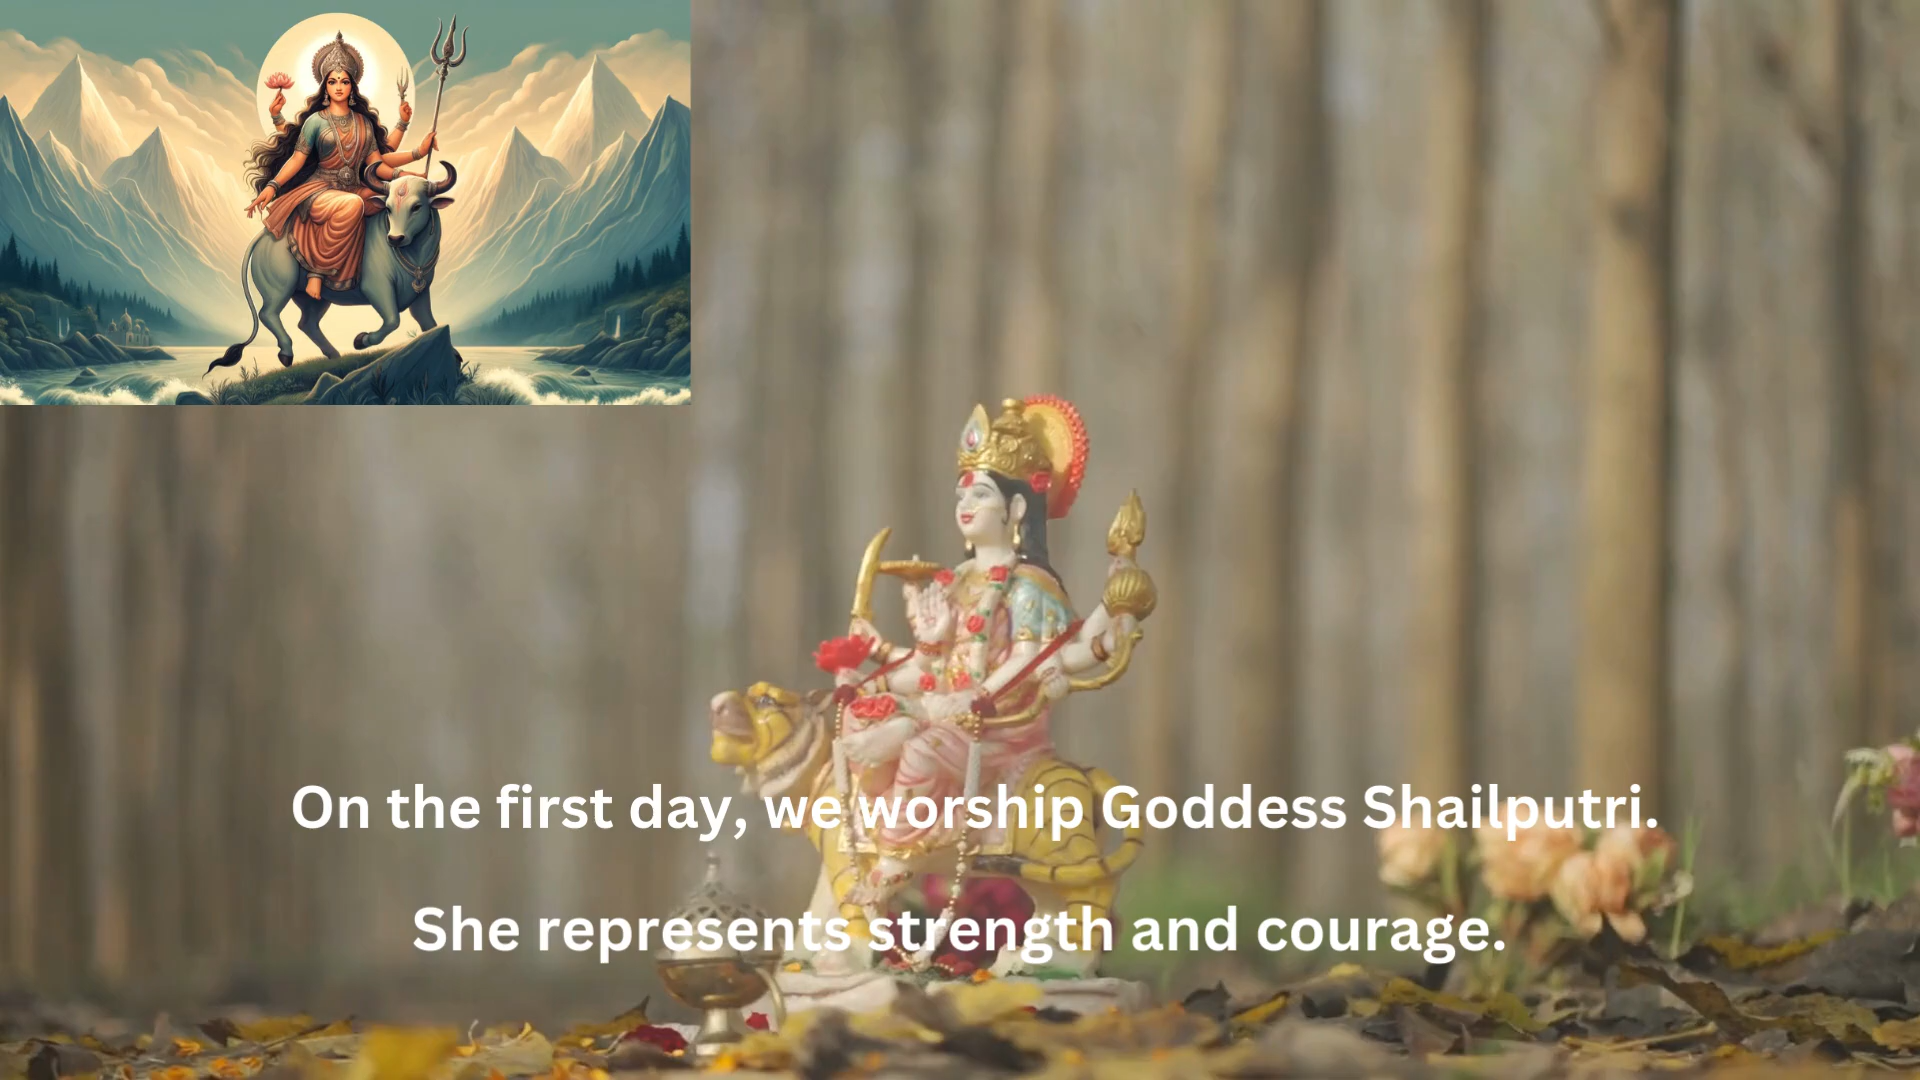 On the first day, we worship Goddess Shailputri.
She represents strength and courage.